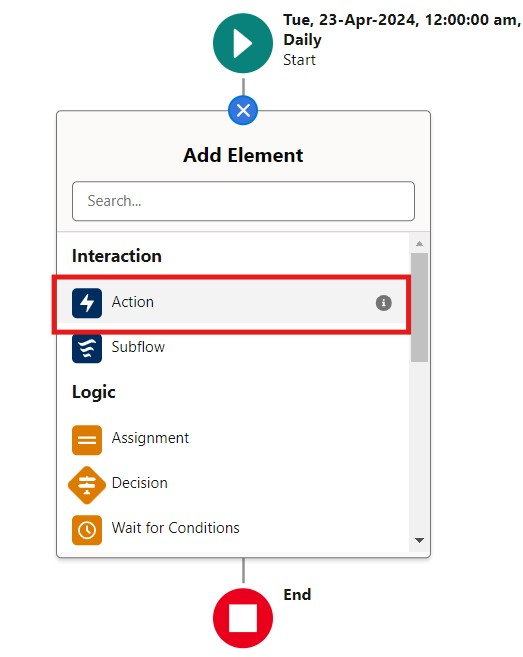 Tue, 23-Apr-2024, 12:00:00 am,
Daily
Start
Add Element
Search...
Interaction
Action
Subflow
Logic
Assignment
Decision
Wait for Conditions
End